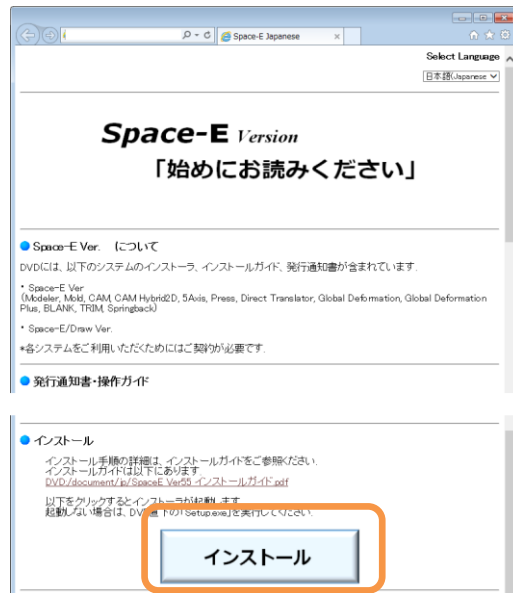 Space-E Japanese
Select Language
日本語(Japanese
Space-E Version
「始めにお読みください」
Space-E Ver. について
DVDには、以下のシステムのインストーラ、インストールガイド、発行通知書が含まれています.
・Space-E Ver
(Modeler, Mold, CAM, CAM Hybrid2D, 5Axis, Press, Direct Translator, Global Deformation, Global Deformation
Plus, BLANK, TRIM, Springback)
・Space-E/Draw Ver.
*各システムをご利用いただくためにはご契約が必要です.
発行通知書・操作ガイド
インストール
インストール手順の詳細は、インストールガイドをご参照ください.
インストールガイドは以下にあります.
DVD:/document/jp/SpaceE Ver55 インストールガイド.pdf
以下をクリックするとインストーラが起動します.
起動しない場合は、DVD 直下の「Setup.exe」を実行してください.
インストール